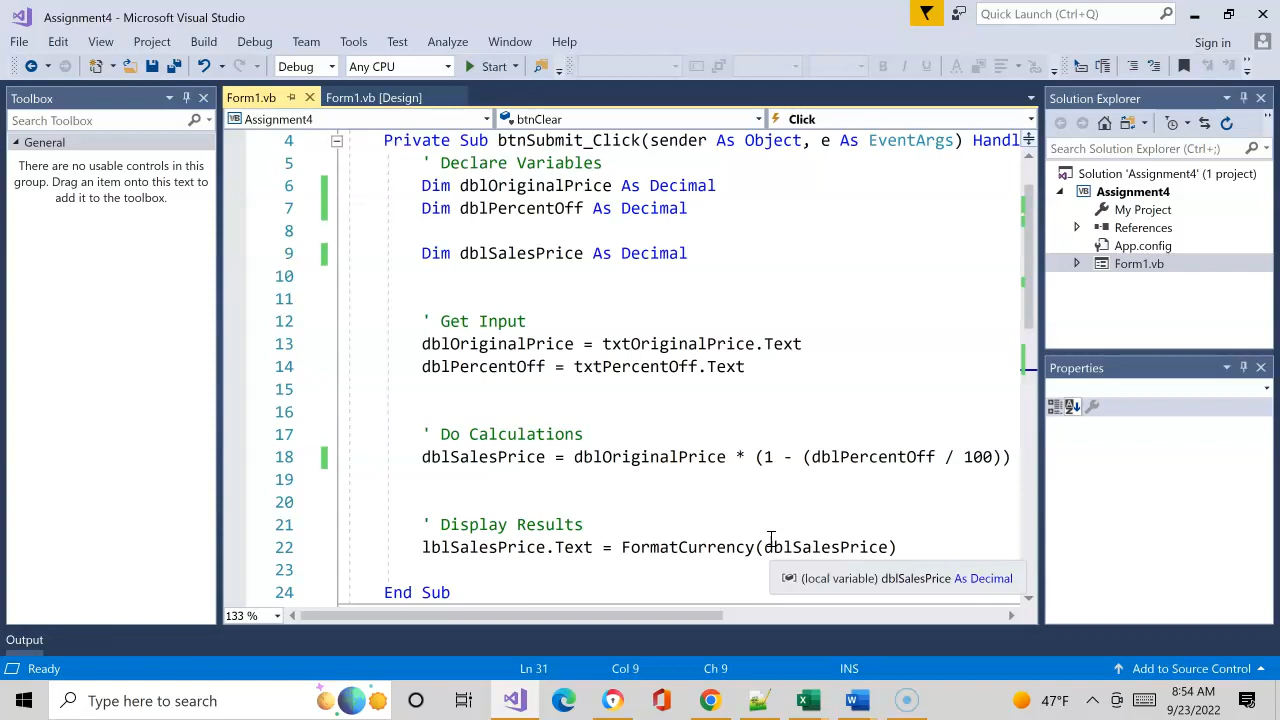 Assignment4 - Microsoft Visual Studio
Quick Launch (Ctrl+Q)
File Edit View Project Build Debug Team Tools Test Analyze Window Help
Sign in
Debug Any CPU Start
Toolbox
Search Toolbox
General
There are no usable controls in this
group. Drag an item onto this text to
add it to the toolbox.
Form1.vb Form1.vb [Design]
Assignment4 btnClear Click
4 Private Sub btnSubmit_Click(sender As Object, e As EventArgs) Handl
5 ' Declare Variables
6 Dim dblOriginalPrice As Decimal
7 Dim dblPercentOff As Decimal
8
9 Dim dblSalesPrice As Decimal
10
11
12 ' Get Input
13 dblOriginalPrice = txtOriginalPrice.Text
14 dblPercentOff = txtPercentOff.Text
15
16
17 ' Do Calculations
18 dblSalesPrice = dblOriginalPrice * (1 - (dblPercentOff / 100))
19
20
21 ' Display Results
22 lblSalesPrice.Text = FormatCurrency(dblSalesPrice)
23
(local variable) dblSalesPrice As Decimal
24 End Sub
133 %
Solution Explorer
Search Solution Explorer (Ctrl+;)
Solution 'Assignment4' (1 project)
VB Assignment4
My Project
References
App.config
Form1.vb
Properties
Output
Ready Ln 31 Col 9 Ch 9 INS Add to Source Control
Type here to search
47°F
8:54 AM
9/23/2022